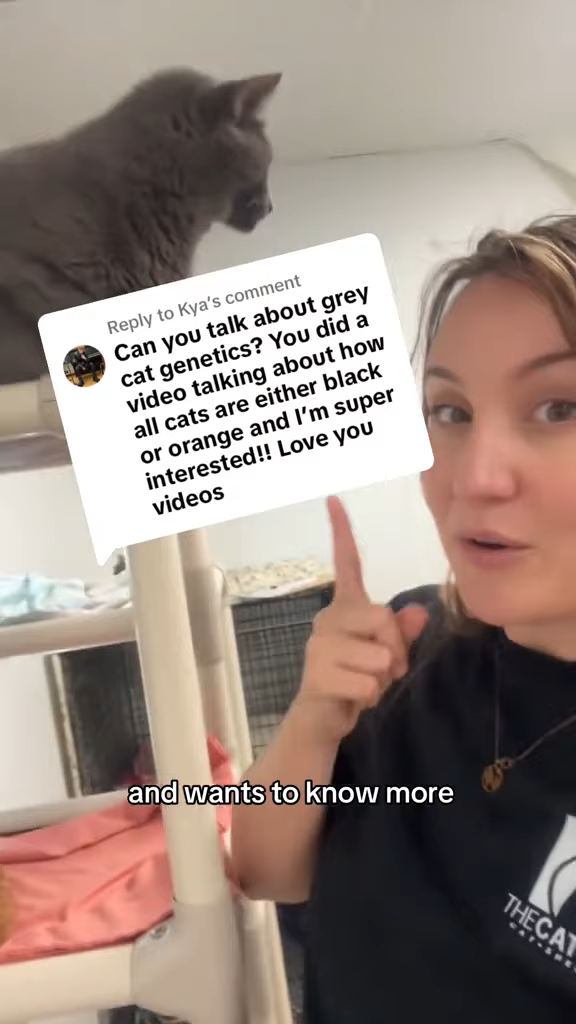 Reply to Kya's comment
Can you talk about grey
cat genetics? You did a
video talking about how
all cats are either black
or orange and I'm super
interested!! Love you
videos
and wants to know more
THECAT